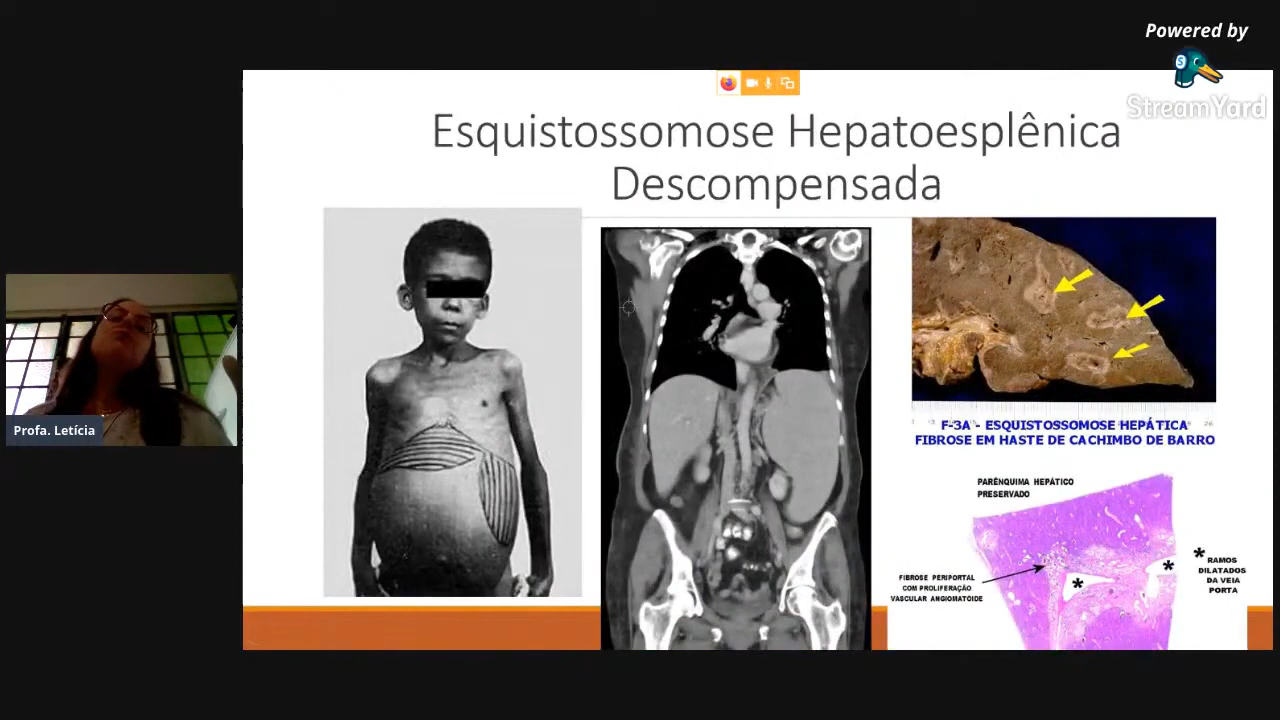 Powered by
StreamYard
Esquistossomose Hepatoesplênica
Descompensada
F-3A - ESQUISTOSSOMOSE HEPÁTICA
FIBROSE EM HASTE DE CACHIMBO DE BARRO
PARÊNQUIMA HEPÁTICO
PRESERVADO
FIBROSE PERIPORTAL
COM PROLIFERAÇÃO
VASCULAR ANGIOMATÓIDE
* RAMOS
DILATADOS
DA VEIA
PORTA
* *
Profa. Letícia